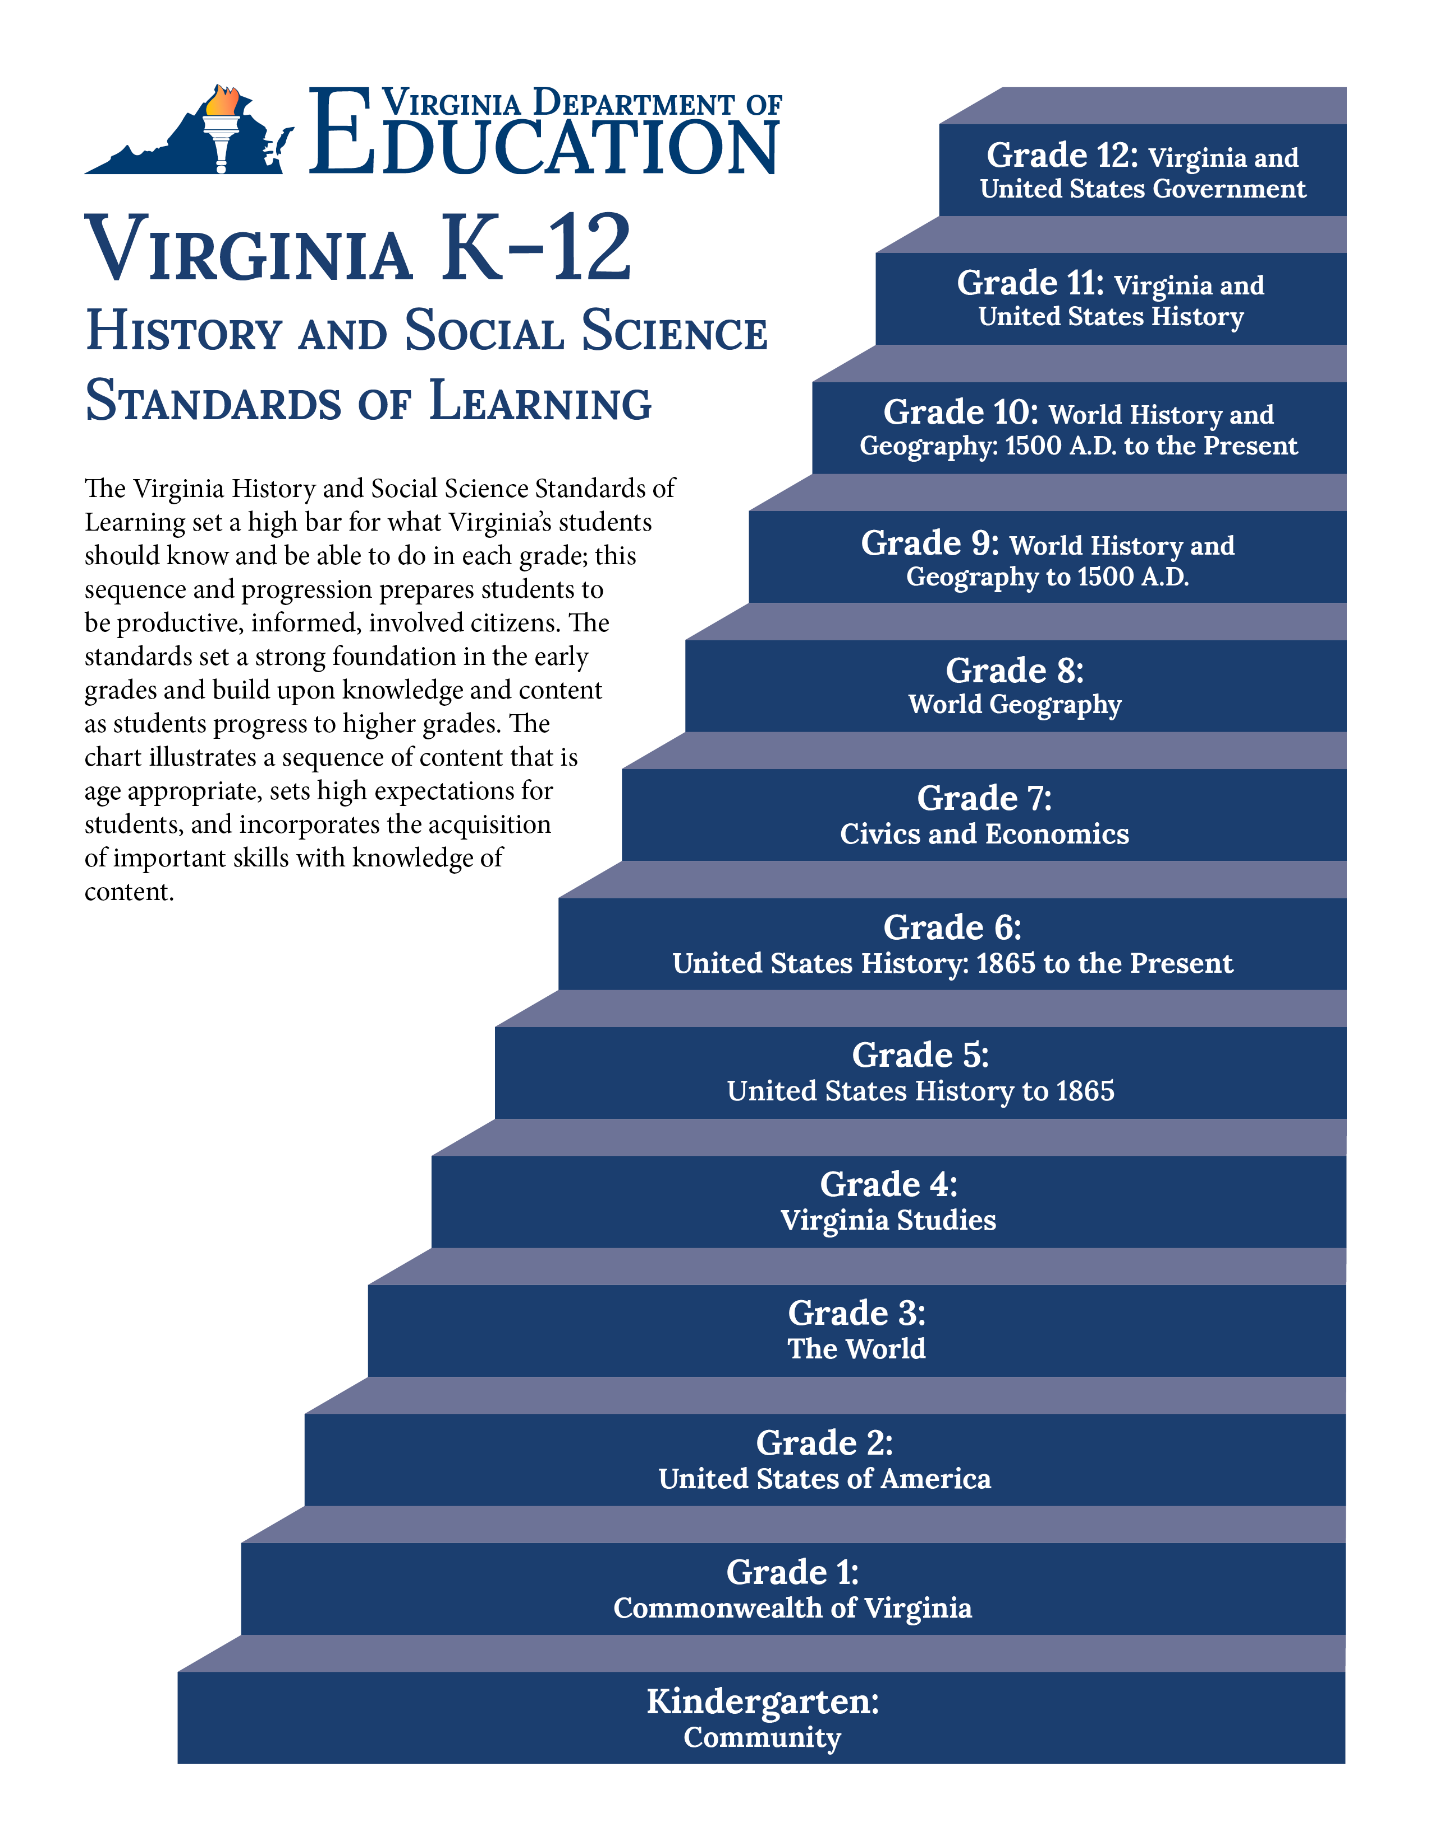 VIRGINIA DEPARTMENT OF
EDUCATION
VIRGINIA K–12
HISTORY AND SOCIAL SCIENCE
STANDARDS OF LEARNING
The Virginia History and Social Science Standards of
Learning set a high bar for what Virginia’s students
should know and be able to do in each grade; this
sequence and progression prepares students to
be productive, informed, involved citizens. The
standards set a strong foundation in the early
grades and build upon knowledge and content
as students progress to higher grades. The
chart illustrates a sequence of content that is
age appropriate, sets high expectations for
students, and incorporates the acquisition
of important skills with knowledge of
content.
Grade 12: Virginia and
United States Government
Grade 11: Virginia and
United States History
Grade 10: World History and
Geography: 1500 A.D. to the Present
Grade 9: World History and
Geography to 1500 A.D.
Grade 8:
World Geography
Grade 7:
Civics and Economics
Grade 6:
United States History: 1865 to the Present
Grade 5:
United States History to 1865
Grade 4:
Virginia Studies
Grade 3:
The World
Grade 2:
United States of America
Grade 1:
Commonwealth of Virginia
Kindergarten:
Community